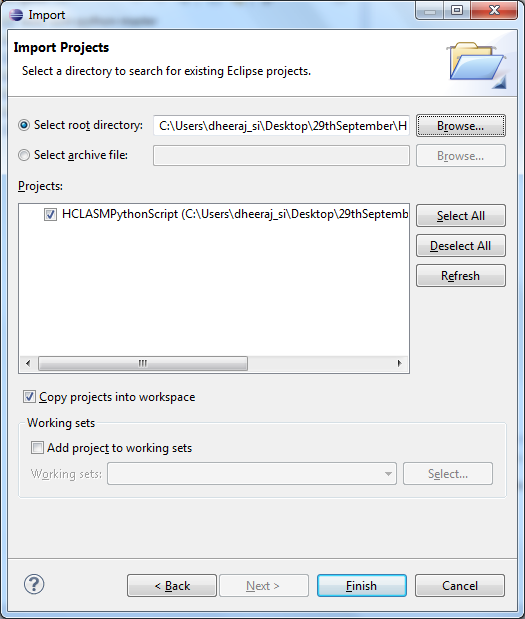 Import
Import Projects
Select a directory to search for existing Eclipse projects.
Select root directory: C:\Users\dheeraj_si\Desktop\29thSeptember\H Browse...
Select archive file: Browse...
Projects:
HCLASMPythonScript (C:\Users\dheeraj_si\Desktop\29thSeptemb
Select All
Deselect All
Refresh
Copy projects into workspace
Working sets
Add project to working sets
Working sets: Select...
? < Back Next > Finish Cancel